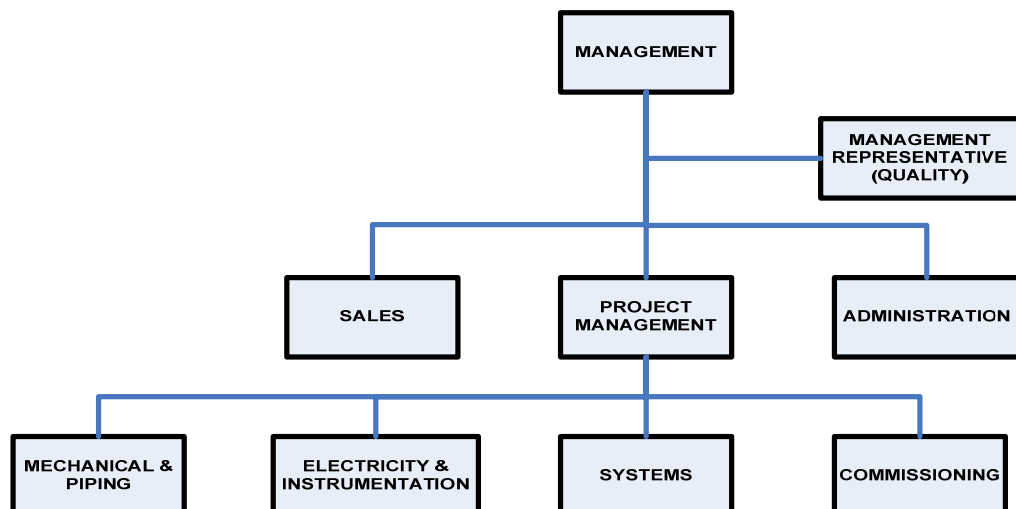 MANAGEMENT
MANAGEMENT
REPRESENTATIVE
(QUALITY)
SALES
PROJECT
MANAGEMENT
ADMINISTRATION
MECHANICAL &
PIPING
ELECTRICITY &
INSTRUMENTATION
SYSTEMS
COMMISSIONING